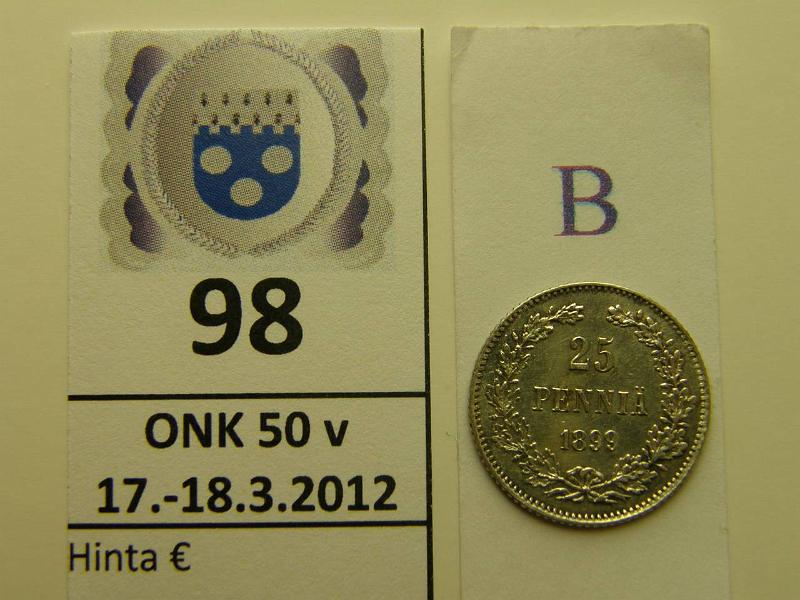 98
ONK 50 v
17.-18.3.2012
Hinta €
B
25
PENNIÄ
1899